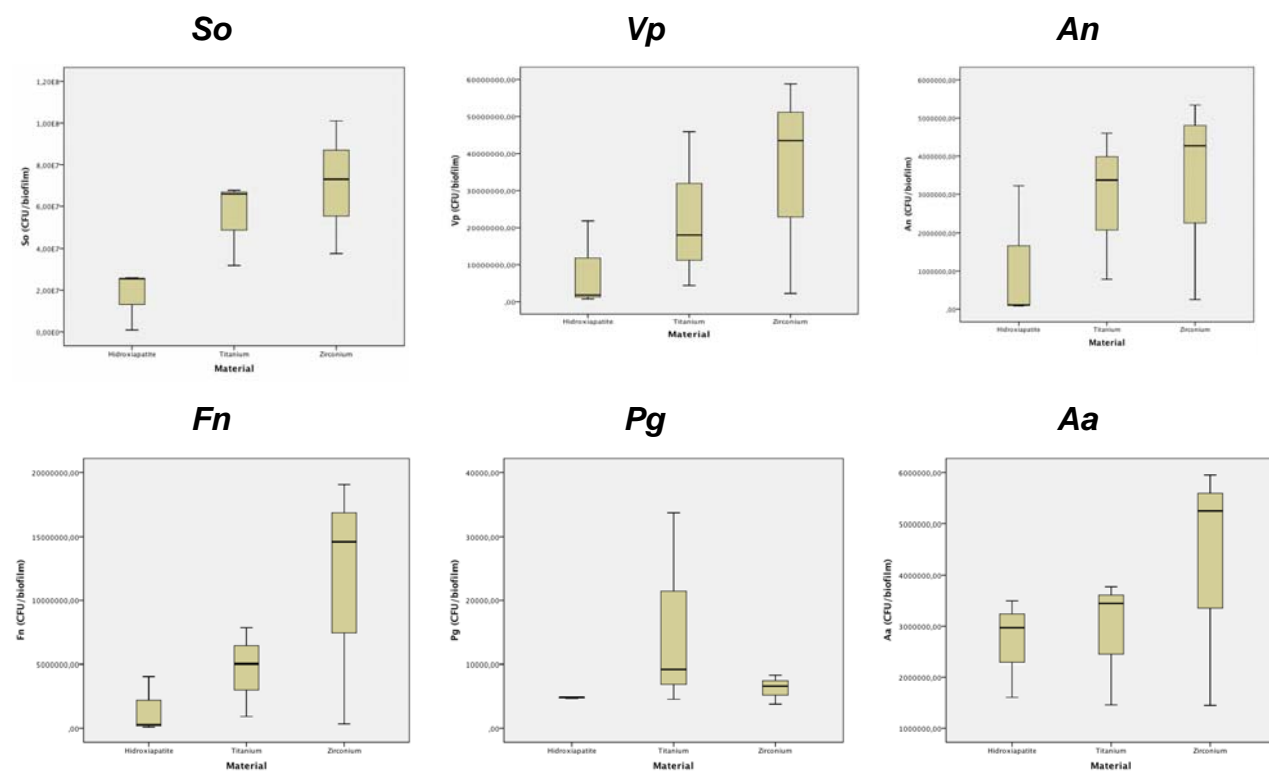 So
So (CFU/biofilm)
1,20E8
1,00E8
8,00E7
6,00E7
4,00E7
2,00E7
0,00E0
Hidroxiapatite Titanium Zirconium
Material
Vp
Vp (CFU/biofilm)
60000000,00
50000000,00
40000000,00
30000000,00
20000000,00
10000000,00
,00
Hidroxiapatite Titanium Zirconium
Material
An
An (CFU/biofilm)
6000000,00
5000000,00
4000000,00
3000000,00
2000000,00
1000000,00
,00
Hidroxiapatite Titanium Zirconium
Material
Fn
Fn (CFU/biofilm)
20000000,00
15000000,00
10000000,00
5000000,00
,00
Hidroxiapatite Titanium Zirconium
Material
Pg
Pg (CFU/biofilm)
40000,00
30000,00
20000,00
10000,00
,00
Hidroxiapatite Titanium Zirconium
Material
Aa
Aa (CFU/biofilm)
6000000,00
5000000,00
4000000,00
3000000,00
2000000,00
1000000,00
Hidroxiapatite Titanium Zirconium
Material